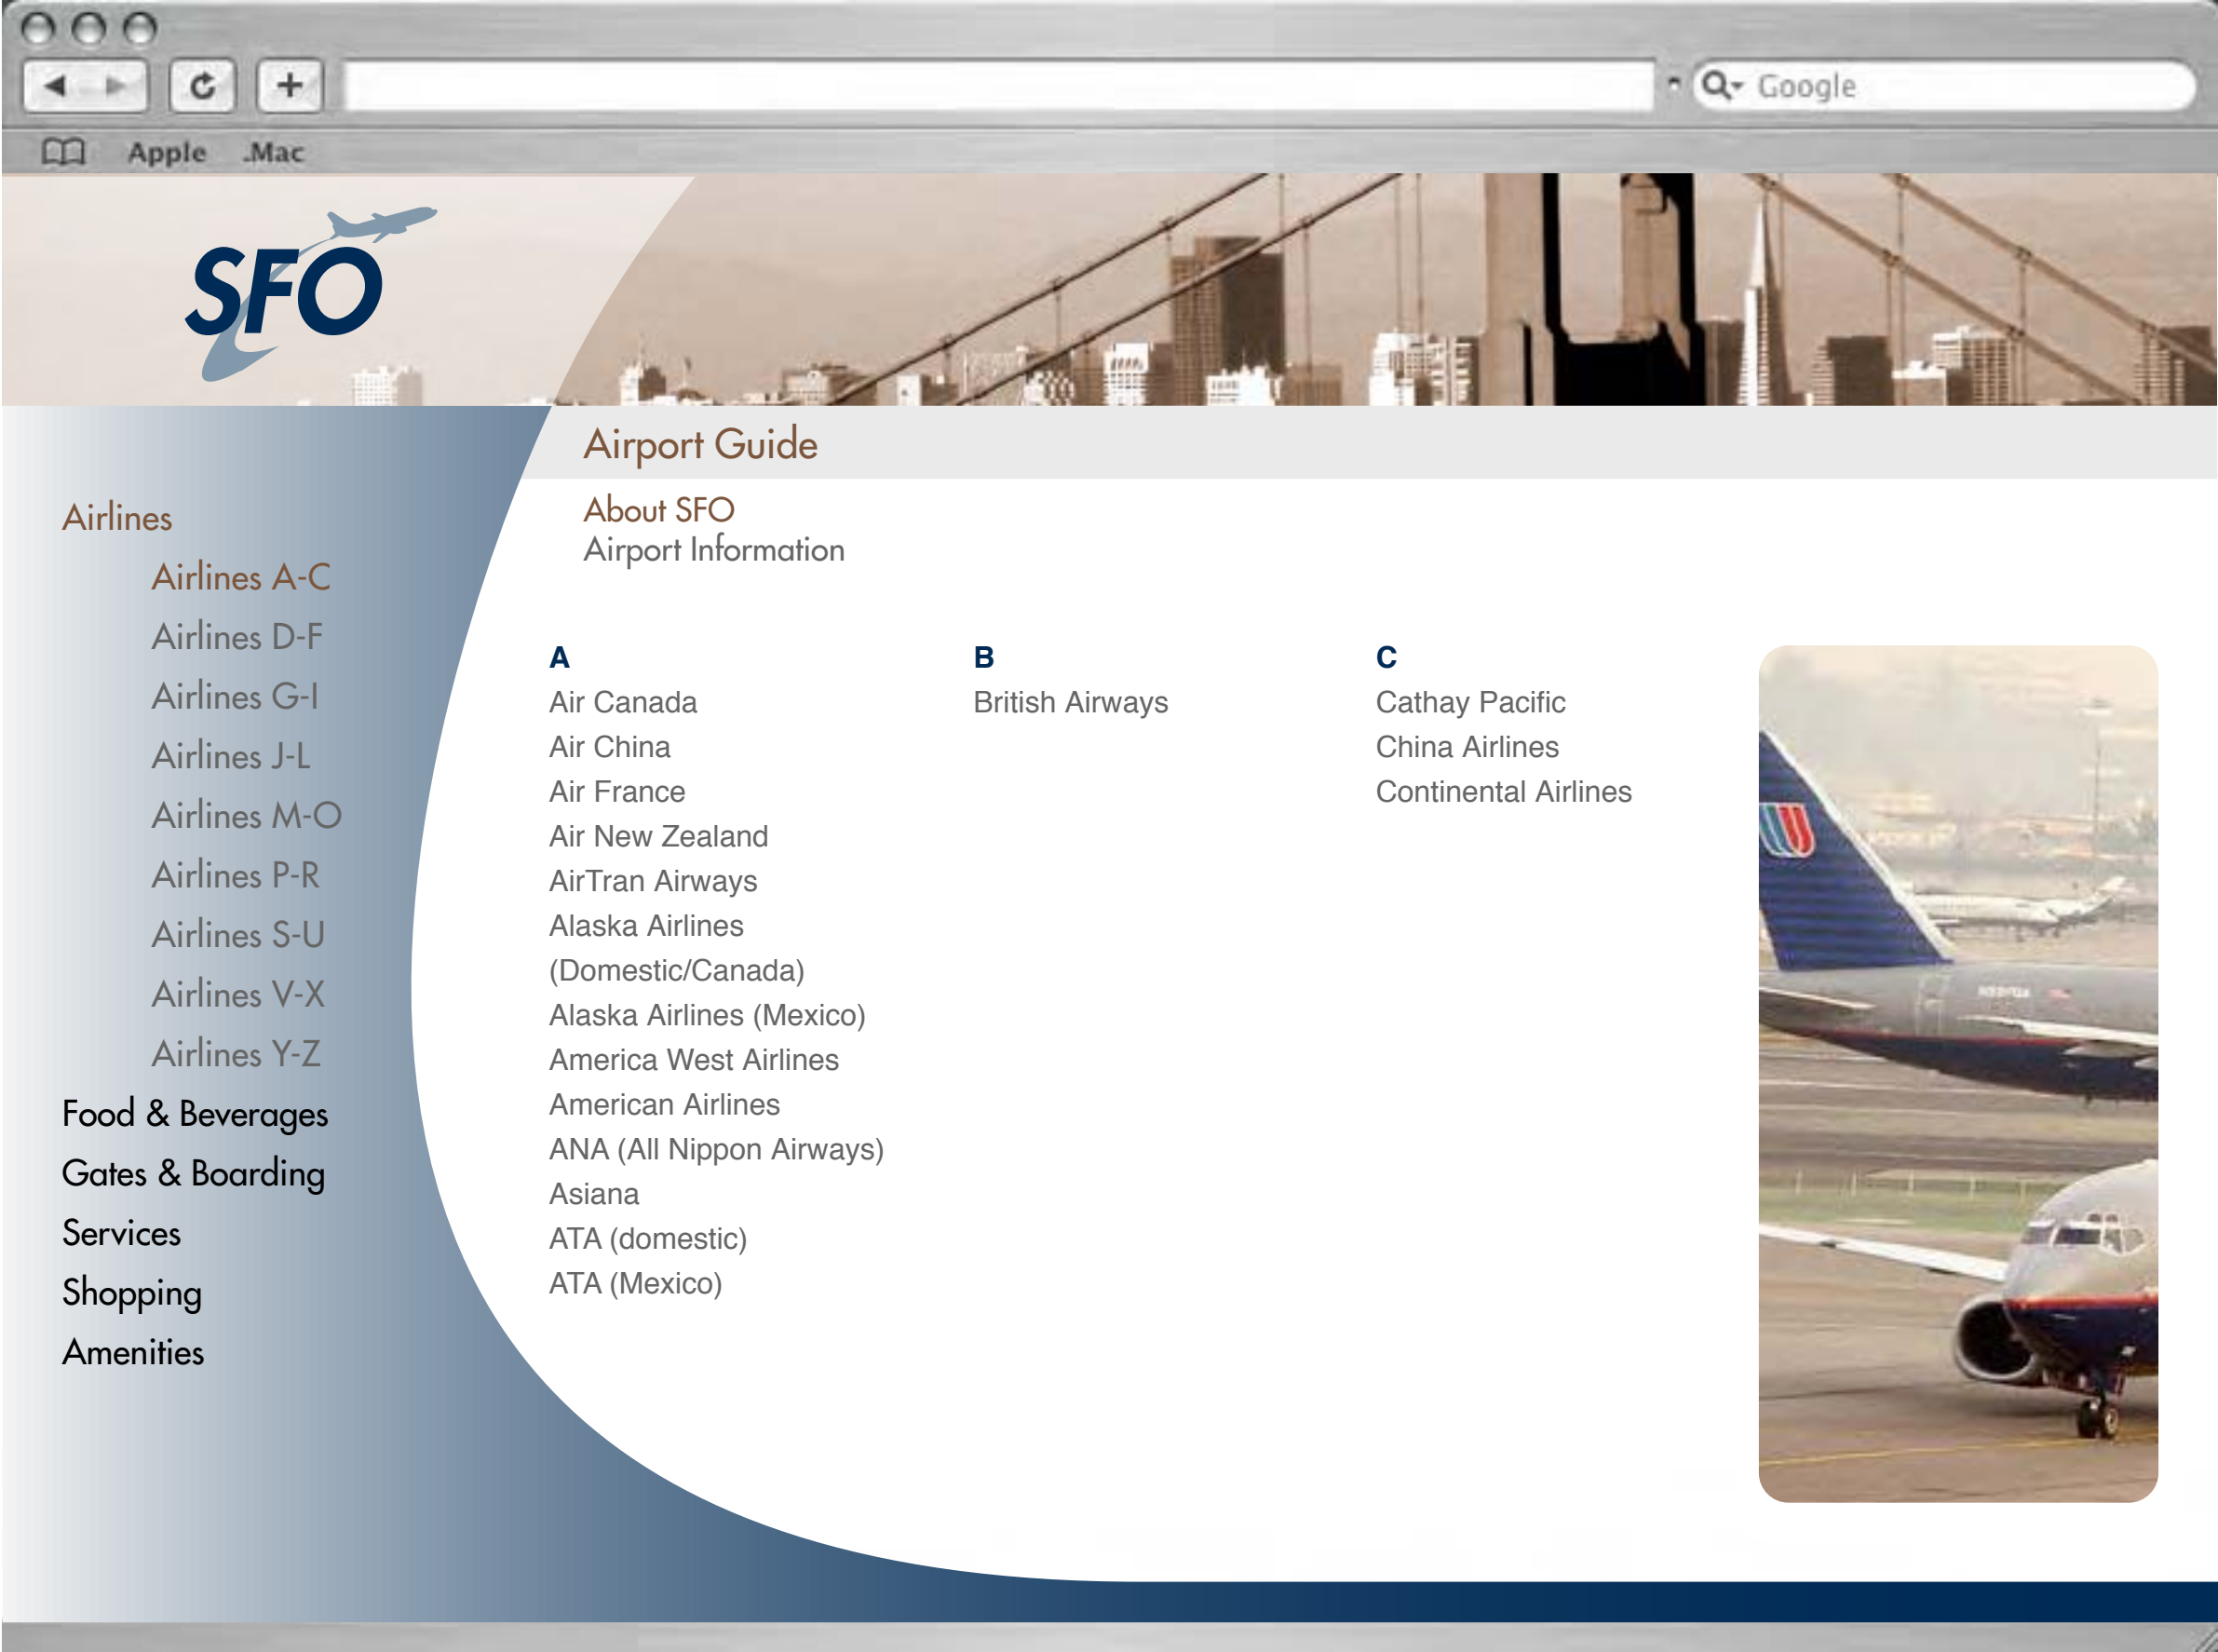 Google
Apple .Mac
SFO
Airport Guide
About SFO
Airport Information
Airlines
Airlines A-C
Airlines D-F
Airlines G-I
Airlines J-L
Airlines M-O
Airlines P-R
Airlines S-U
Airlines V-X
Airlines Y-Z
Food & Beverages
Gates & Boarding
Services
Shopping
Amenities
A
Air Canada
Air China
Air France
Air New Zealand
AirTran Airways
Alaska Airlines
(Domestic/Canada)
Alaska Airlines (Mexico)
America West Airlines
American Airlines
ANA (All Nippon Airways)
Asiana
ATA (domestic)
ATA (Mexico)
B
British Airways
C
Cathay Pacific
China Airlines
Continental Airlines